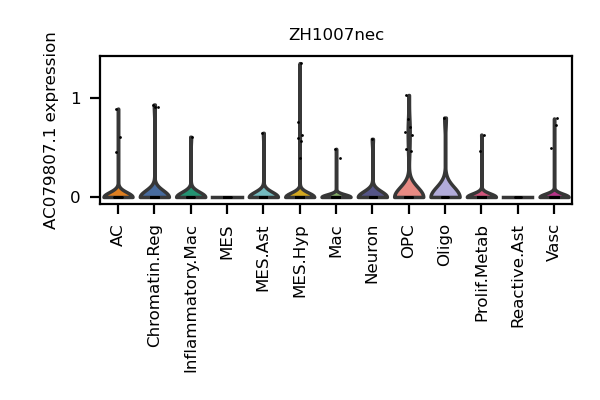 ZH1007nec
AC079807.1 expression
1
0
AC
Chromatin.Reg
Inflammatory.Mac
MES
MES.Ast
MES.Hyp
Mac
Neuron
OPC
Oligo
Prolif.Metab
Reactive.Ast
Vasc